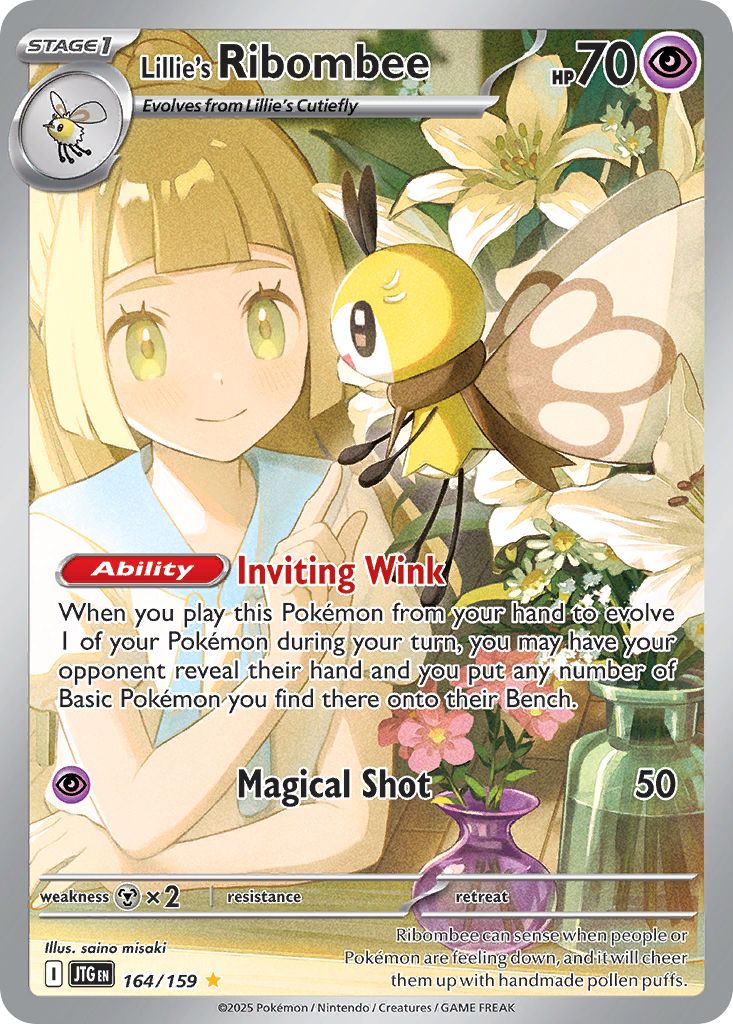 STAGE1
Lillie's Ribombee
HP70
Evolves from Lillie's Cutiefly
Ability Inviting Wink
When you play this Pokémon from your hand to evolve
1 of your Pokémon during your turn, you may have your
opponent reveal their hand and you put any number of
Basic Pokémon you find there onto their Bench.
Magical Shot 50
weakness ×2 resistance retreat
Illus. saino misaki
Ribombee can sense when people or
Pokémon are feeling down, and it will cheer
them up with handmade pollen puffs.
I JTG EN 164/159
©2025 Pokémon / Nintendo / Creatures / GAME FREAK